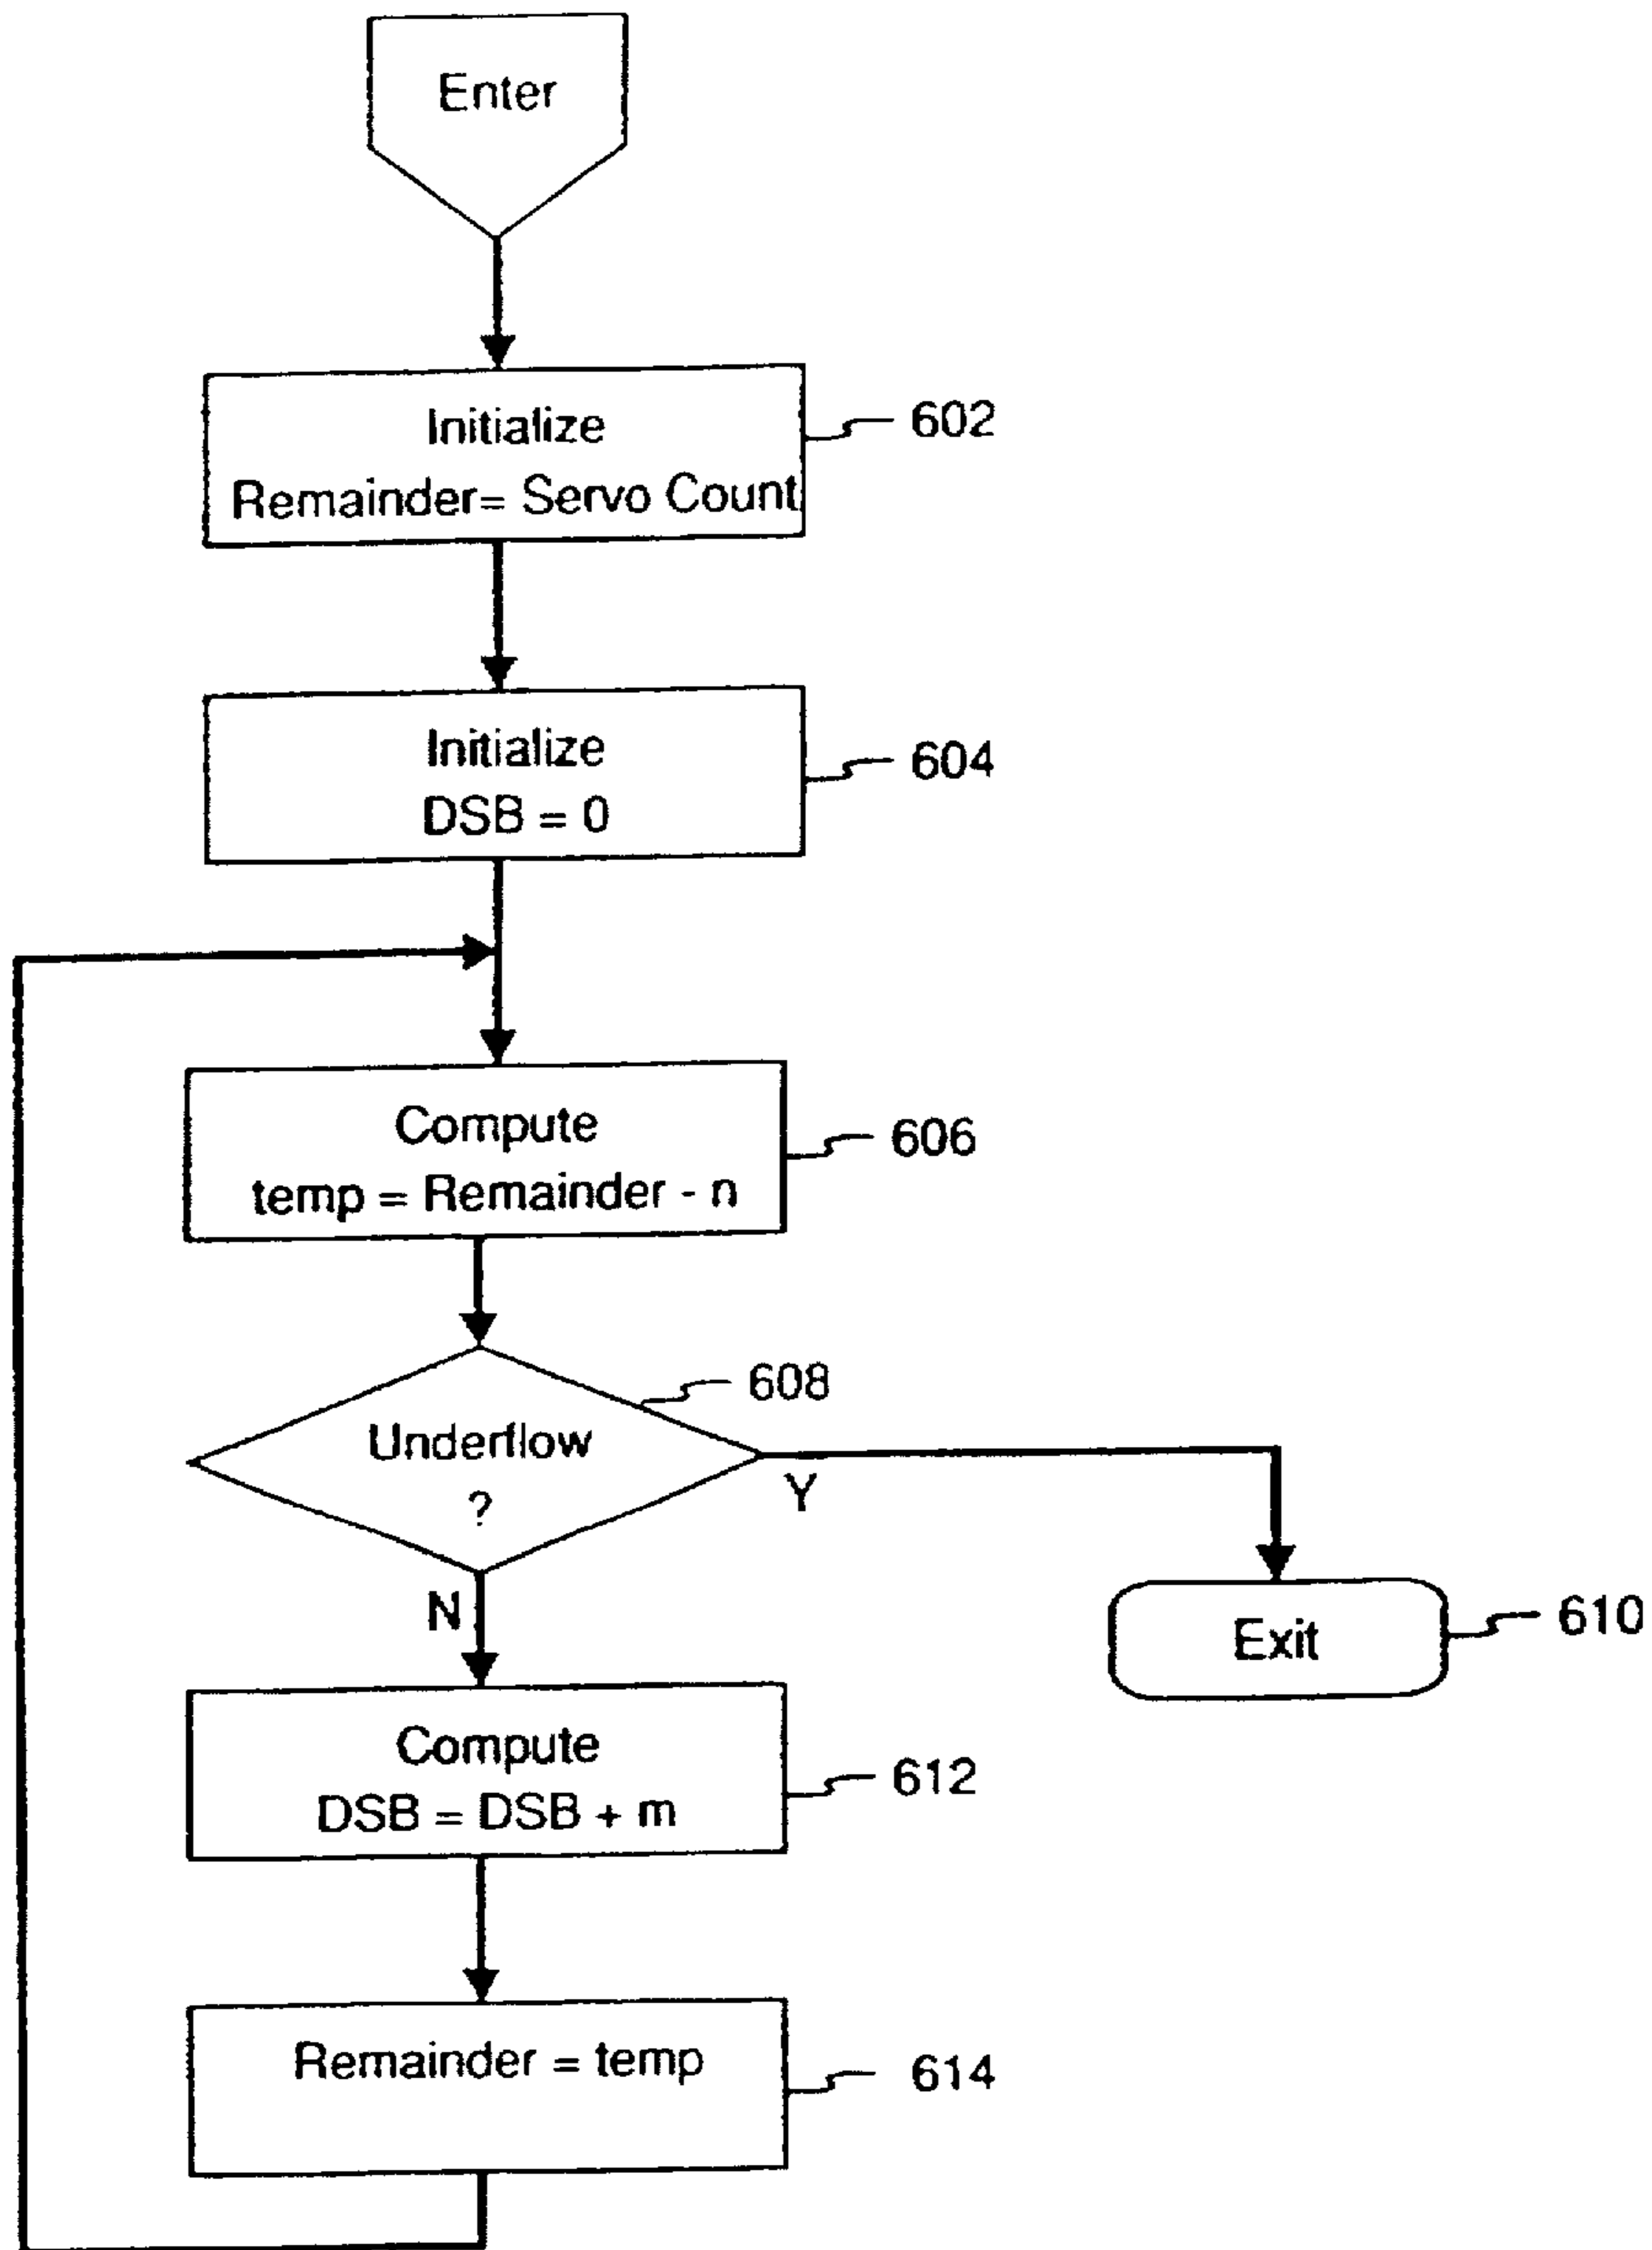 Enter
Initialize
Remainder= Servo Count
602
Initialize
DSB = 0
604
Compute
temp = Remainder - n
606
608
Underflow
?
Y
N
Exit
610
Compute
DSB = DSB + m
612
Remainder = temp
614